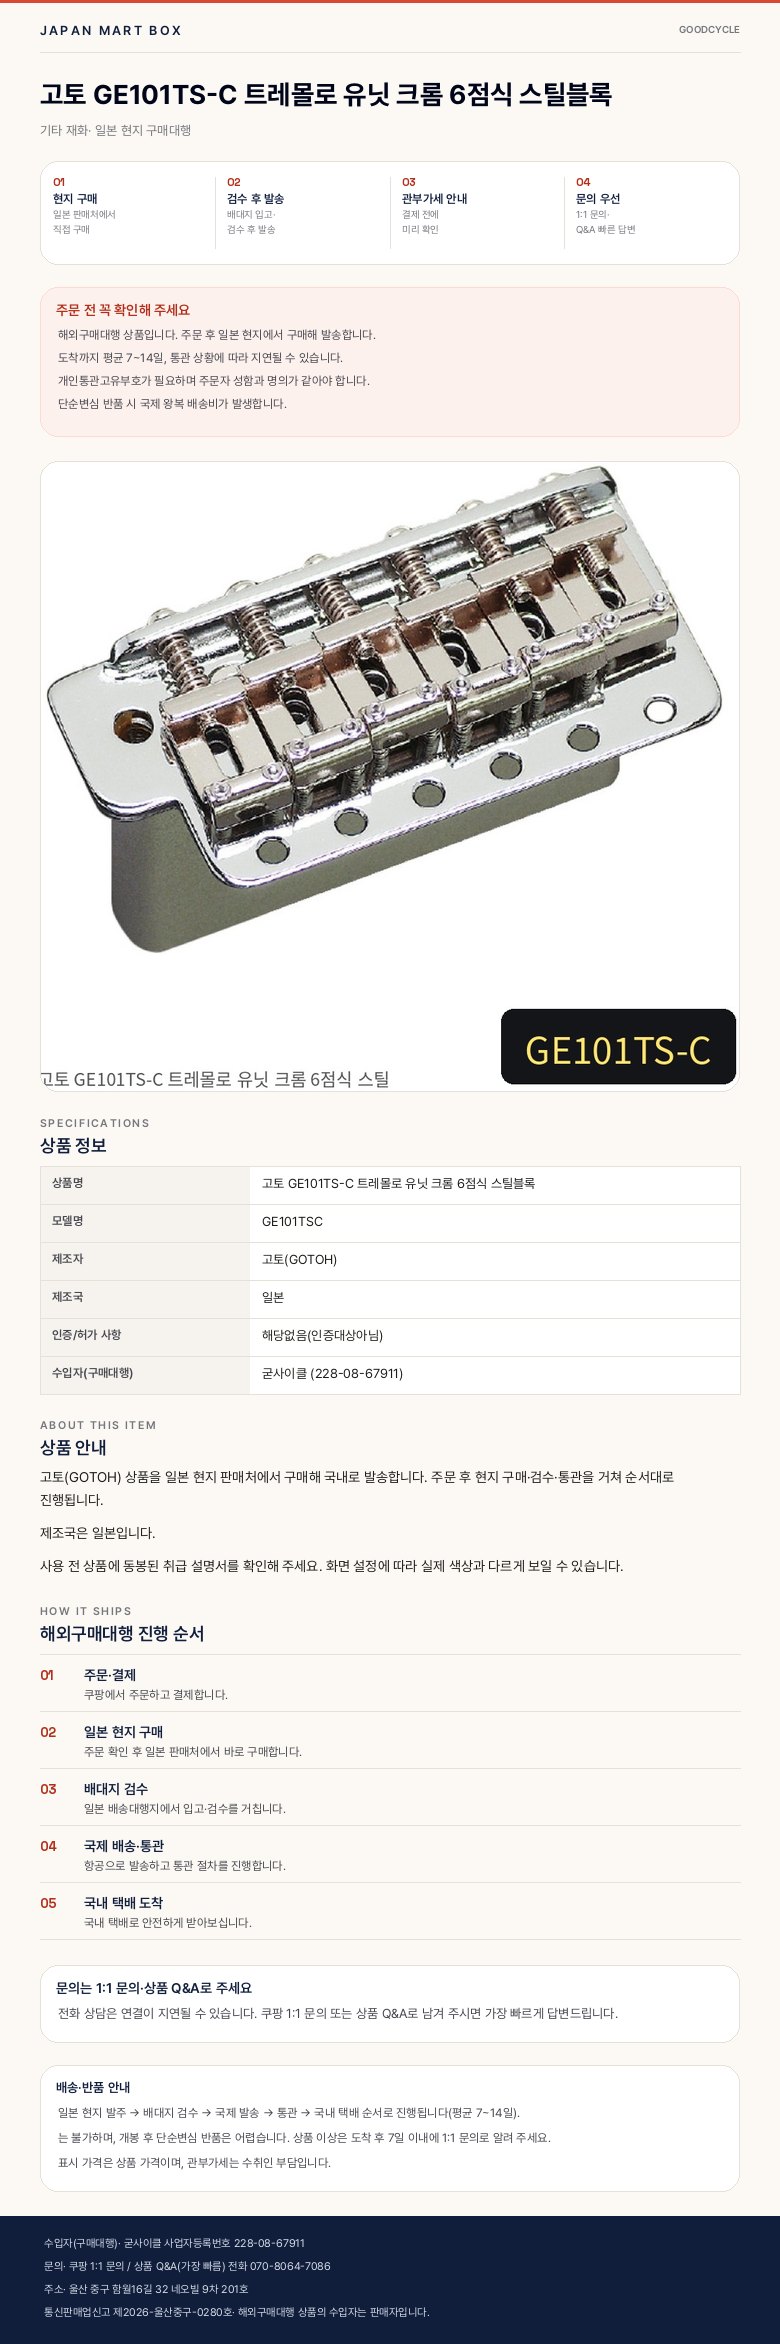 JAPAN MART BOX
GOODCYCLE
고토 GE101TS-C 트레몰로 유닛 크롬 6점식 스틸블록
기타 재화· 일본 현지 구매대행
01
현지 구매
일본 판매처에서
직접 구매
02
검수 후 발송
배대지 입고·
검수 후 발송
03
관부가세 안내
결제 전에
미리 확인
04
문의 우선
1:1 문의·
Q&A 빠른 답변
주문 전 꼭 확인해 주세요
해외구매대행 상품입니다. 주문 후 일본 현지에서 구매해 발송합니다.
도착까지 평균 7~14일, 통관 상황에 따라 지연될 수 있습니다.
개인통관고유부호가 필요하며 주문자 성함과 명의가 같아야 합니다.
단순변심 반품 시 국제 왕복 배송비가 발생합니다.
GE101TS-C
고토 GE101TS-C 트레몰로 유닛 크롬 6점식 스틸
SPECIFICATIONS
상품 정보
상품명 고토 GE101TS-C 트레몰로 유닛 크롬 6점식 스틸블록
모델명 GE101TSC
제조자 고토(GOTOH)
제조국 일본
인증/허가 사항 해당없음(인증대상아님)
수입자(구매대행) 굳사이클 (228-08-67911)
ABOUT THIS ITEM
상품 안내
고토(GOTOH) 상품을 일본 현지 판매처에서 구매해 국내로 발송합니다. 주문 후 현지 구매·검수·통관을 거쳐 순서대로
진행됩니다.
제조국은 일본입니다.
사용 전 상품에 동봉된 취급 설명서를 확인해 주세요. 화면 설정에 따라 실제 색상과 다르게 보일 수 있습니다.
HOW IT SHIPS
해외구매대행 진행 순서
01 주문·결제
쿠팡에서 주문하고 결제합니다.
02 일본 현지 구매
주문 확인 후 일본 판매처에서 바로 구매합니다.
03 배대지 검수
일본 배송대행지에서 입고·검수를 거칩니다.
04 국제 배송·통관
항공으로 발송하고 통관 절차를 진행합니다.
05 국내 택배 도착
국내 택배로 안전하게 받아보십니다.
문의는 1:1 문의·상품 Q&A로 주세요
전화 상담은 연결이 지연될 수 있습니다. 쿠팡 1:1 문의 또는 상품 Q&A로 남겨 주시면 가장 빠르게 답변드립니다.
배송·반품 안내
일본 현지 발주 → 배대지 검수 → 국제 발송 → 통관 → 국내 택배 순서로 진행됩니다(평균 7~14일).
는 불가하며, 개봉 후 단순변심 반품은 어렵습니다. 상품 이상은 도착 후 7일 이내에 1:1 문의로 알려 주세요.
표시 가격은 상품 가격이며, 관부가세는 수취인 부담입니다.
수입자(구매대행)· 굳사이클 사업자등록번호 228-08-67911
문의· 쿠팡 1:1 문의 / 상품 Q&A(가장 빠름) 전화 070-8064-7086
주소· 울산 중구 함월16길 32 네오빌 9차 201호
통신판매업신고 제2026-울산중구-0280호· 해외구매대행 상품의 수입자는 판매자입니다.